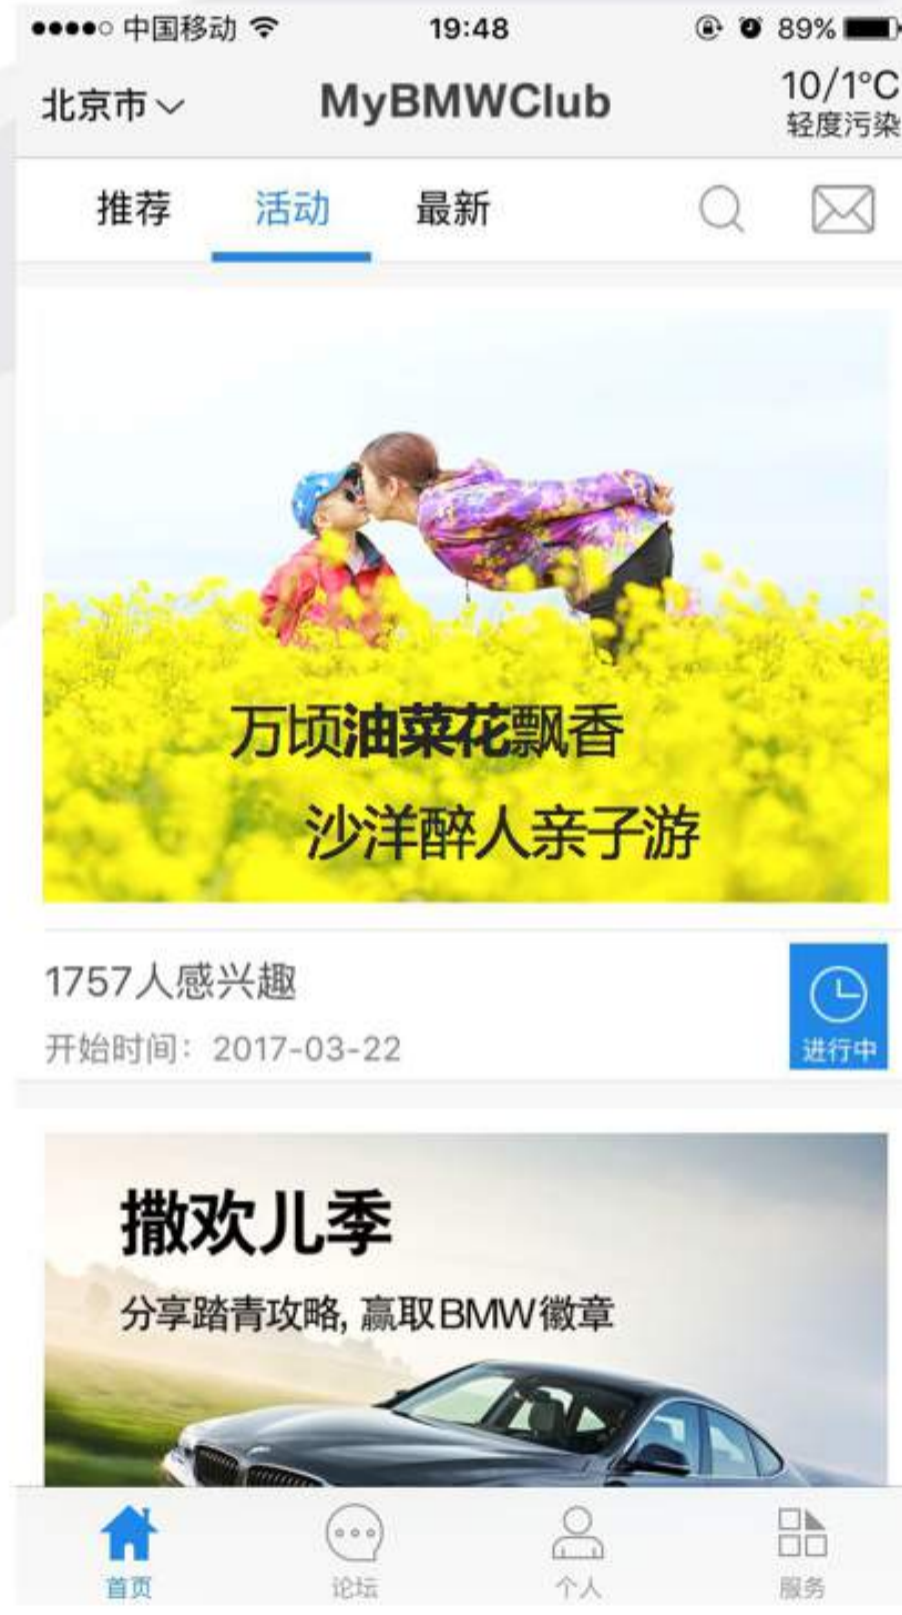 中国移动 19:48 89%
北京市 MyBMWClub 10/1°C
轻度污染
推荐 活动 最新
万顷油菜花飘香
沙洋醉人亲子游
1757人感兴趣
开始时间：2017-03-22
进行中
撒欢儿季
分享踏青攻略, 赢取BMW徽章
首页 论坛 个人 服务